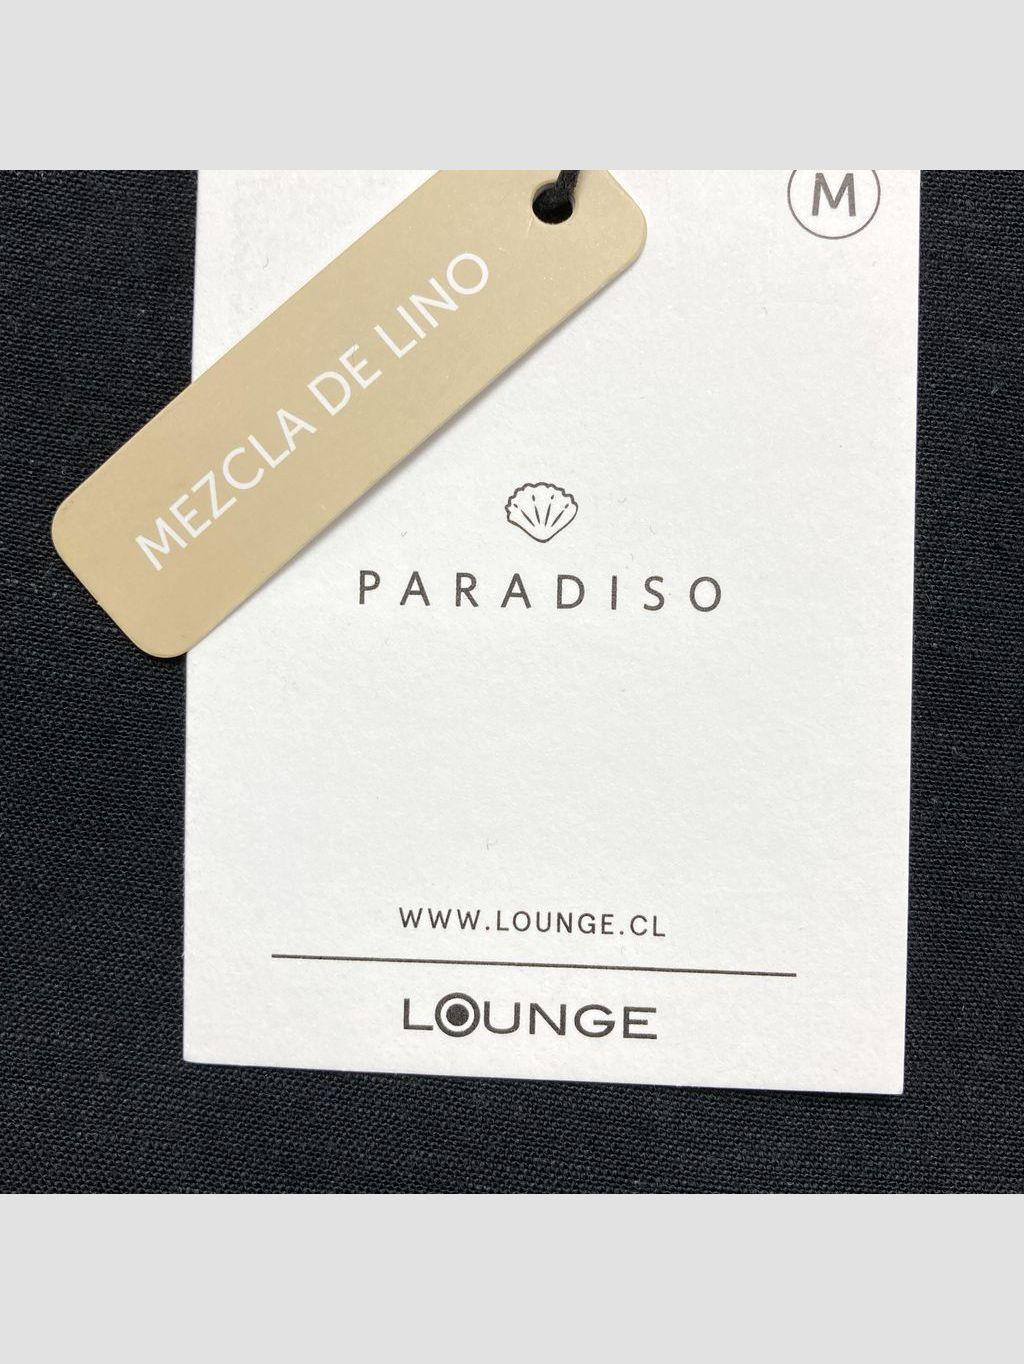 M
MEZCLA DE LINO
PARADISO
WWW.LOUNGE.CL
LOUNGE